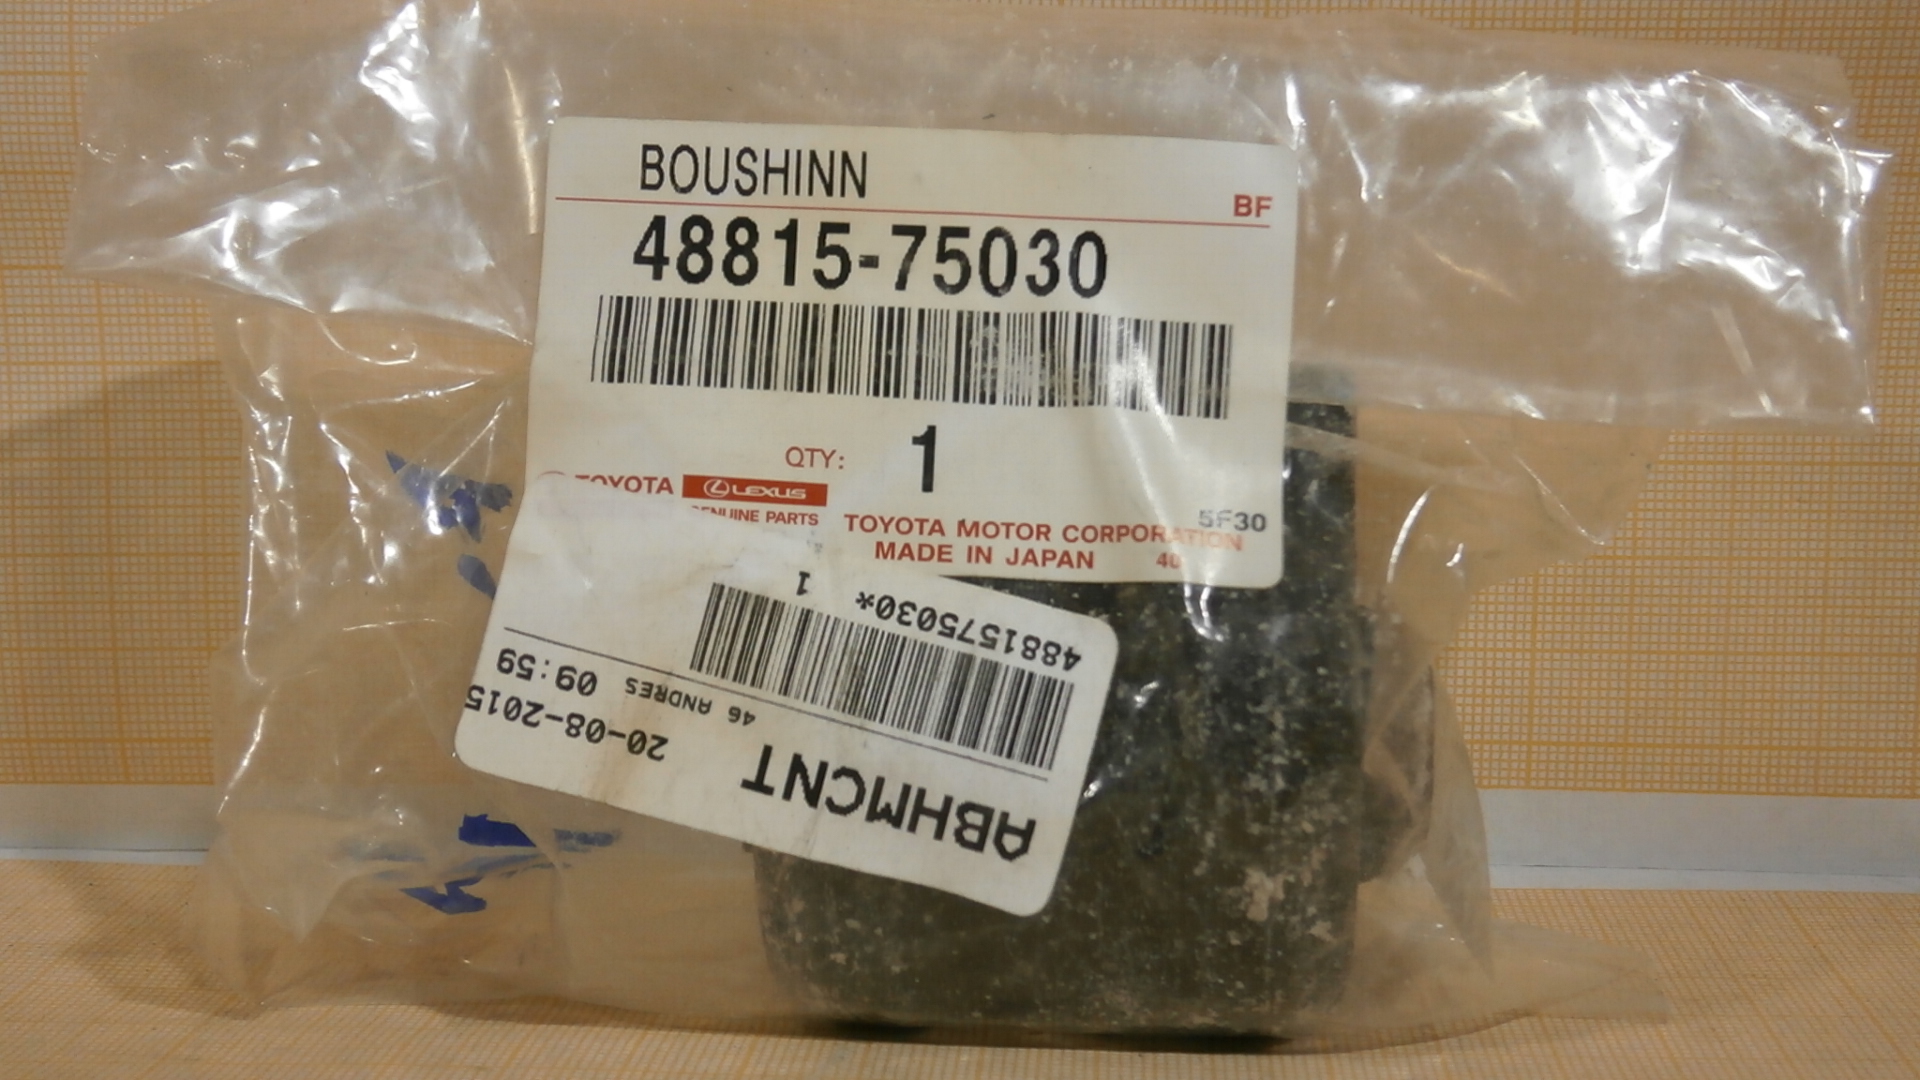 BOUSHINN
BF
48815-75030
QTY: 1
TOYOTA LEXUS
GENUINE PARTS
5F30
TOYOTA MOTOR CORPORATION
MADE IN JAPAN 40
ABHMCNT
20-08-2015 09:59
46 ANDRES
4881575030*
1